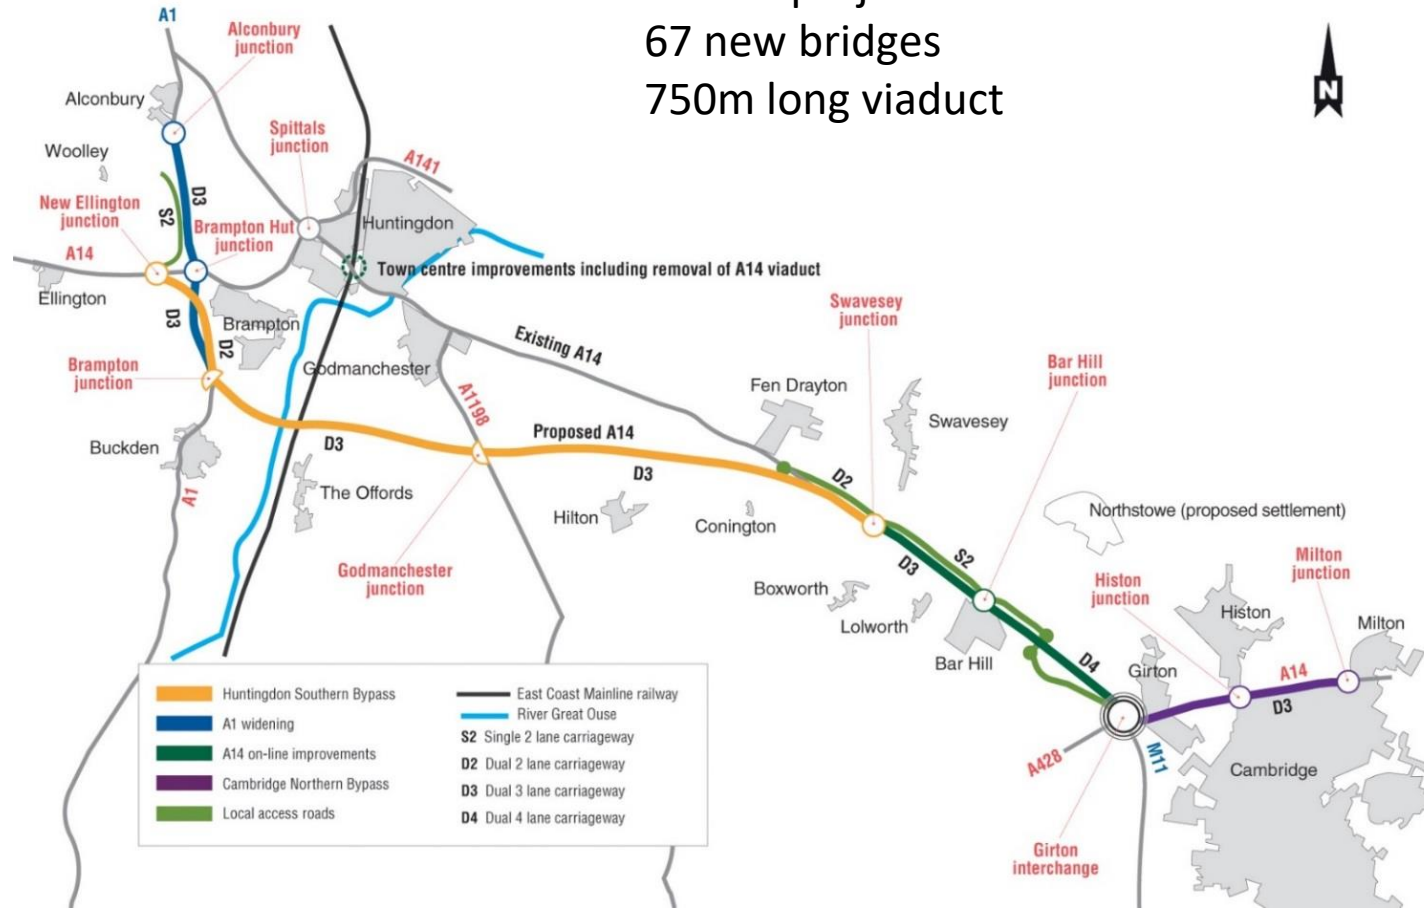 67 new bridges
750m long viaduct
N
A1
Alconbury
junction
Alconbury
Woolley
Spittals
junction
A141
New Ellington
junction
S2
D3
Brampton Hut
junction
Huntingdon
A14
Town centre improvements including removal of A14 viaduct
Ellington
D3
D2
Brampton
Swavesey
junction
Existing A14
Brampton
junction
Godmanchester
Bar Hill
junction
A1198
Fen Drayton
Swavesey
Buckden
D3
Proposed A14
D3
D2
A1
The Offords
Hilton
Conington
Northstowe (proposed settlement)
Godmanchester
junction
D3
S2
Milton
junction
Histon
junction
Boxworth
Lolworth
Histon
Milton
Bar Hill
D4
Girton
A14
D3
A428
M11
Cambridge
Girton
interchange
Huntingdon Southern Bypass
A1 widening
A14 on-line improvements
Cambridge Northern Bypass
Local access roads
East Coast Mainline railway
River Great Ouse
S2 Single 2 lane carriageway
D2 Dual 2 lane carriageway
D3 Dual 3 lane carriageway
D4 Dual 4 lane carriageway